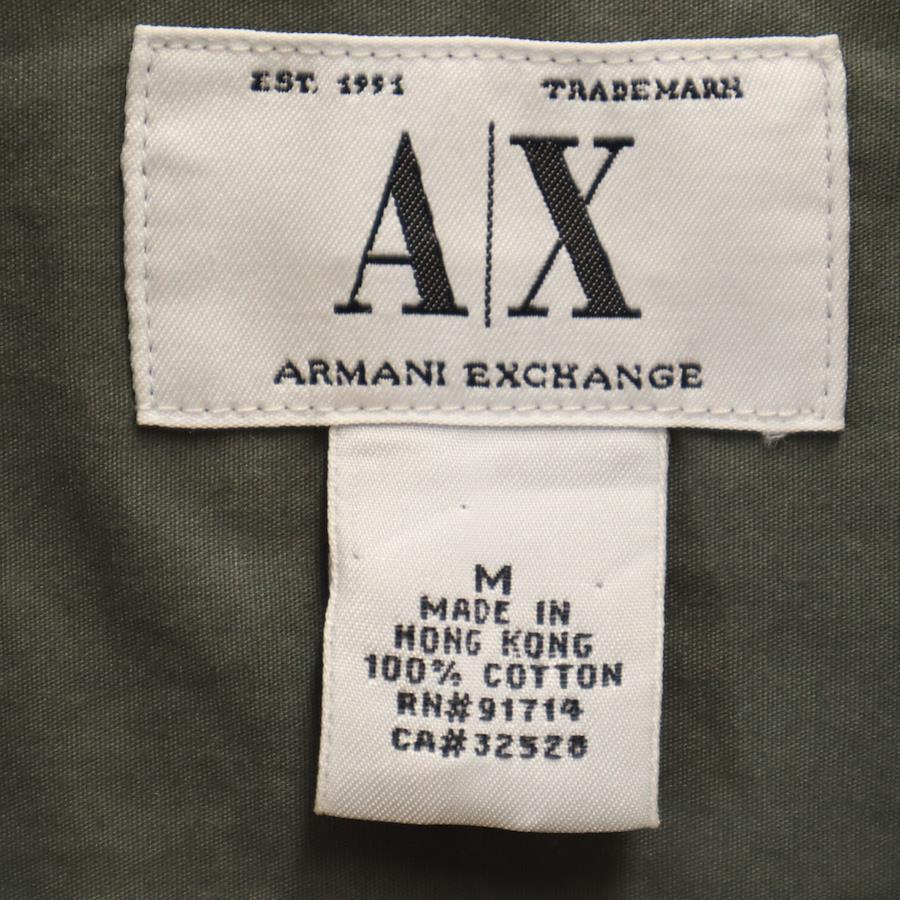 EST. 1991 TRADEMARK
A|X
ARMANI EXCHANGE
M
MADE IN
HONG KONG
100% COTTON
RN#91714
CA#32528